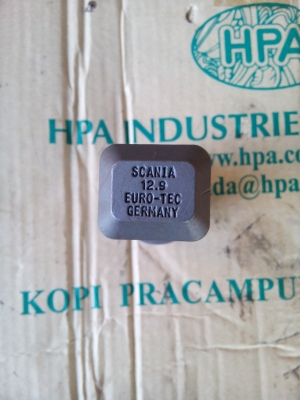 HPA
HPA INDUSTRIE
www.hpa.co
da@hpa
SCANIA
12.9
EURO-TEC
GERMANY
KOPI PRACAMPU